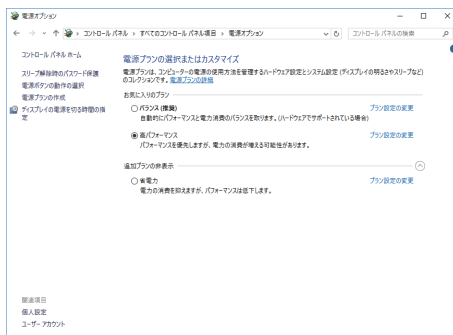 電源オプション
コントロール パネル › すべてのコントロール パネル項目 › 電源オプション
コントロール パネルの検索
コントロール パネル ホーム
スリープ解除時のパスワード保護
電源ボタンの動作の選択
電源プランの作成
ディスプレイの電源を切る時間の指
定
電源プランの選択またはカスタマイズ
電源プランは、コンピューターの電源の使用方法を管理するハードウェア設定とシステム設定 (ディスプレイの明るさやスリープなど)
のコレクションです。電源プランの詳細
お気に入りのプラン
バランス (推奨)
プラン設定の変更
自動的にパフォーマンスと電力消費のバランスを取ります。(ハードウェアでサポートされている場合)
高パフォーマンス
プラン設定の変更
パフォーマンスを優先しますが、電力の消費が増える可能性があります。
追加プランの非表示
省電力
プラン設定の変更
電力の消費を抑えますが、パフォーマンスは低下します。
関連項目
個人設定
ユーザー アカウント